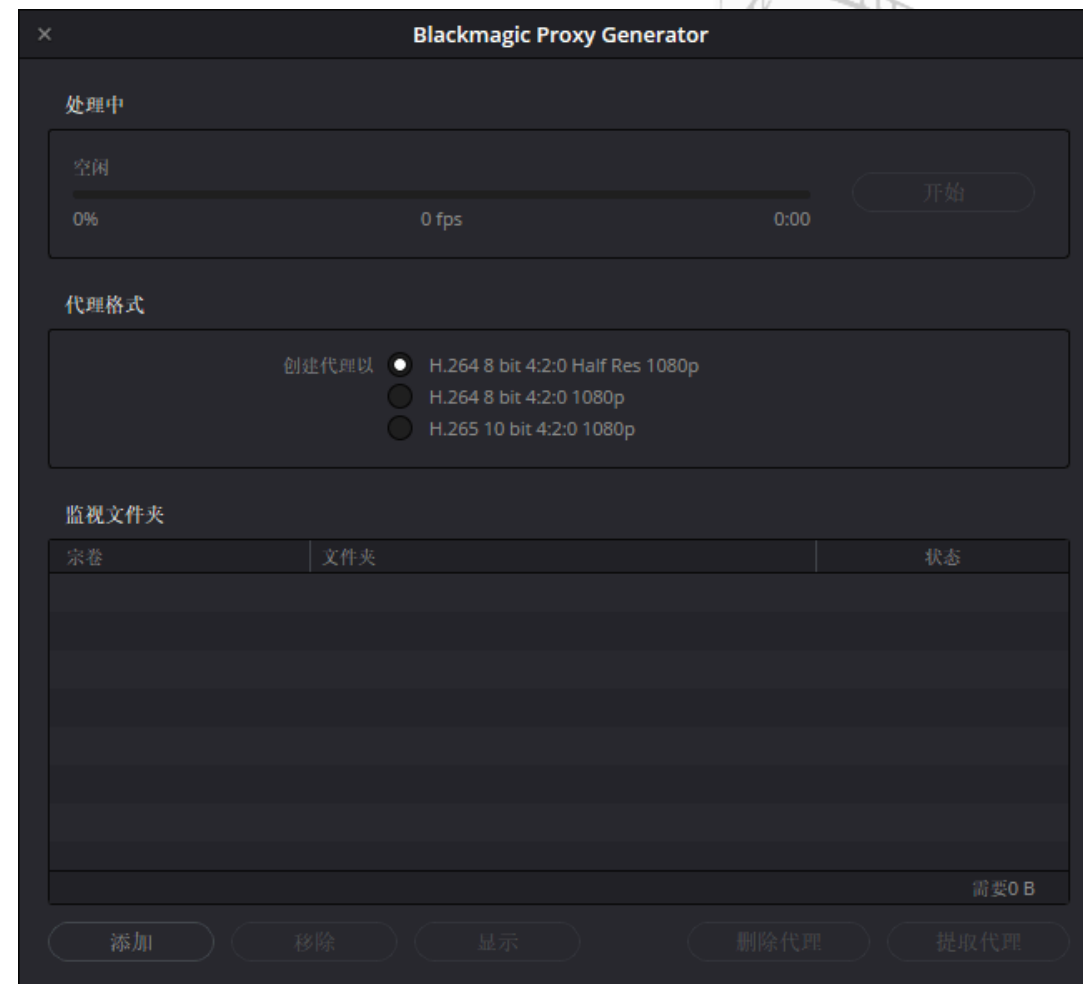 ×
Blackmagic Proxy Generator
处理中
空闲
开始
0% 0 fps 0:00
代理格式
创建代理以 H.264 8 bit 4:2:0 Half Res 1080p
H.264 8 bit 4:2:0 1080p
H.265 10 bit 4:2:0 1080p
监视文件夹
宗卷 文件夹 状态
需要0 B
添加 移除 显示 删除代理 提取代理